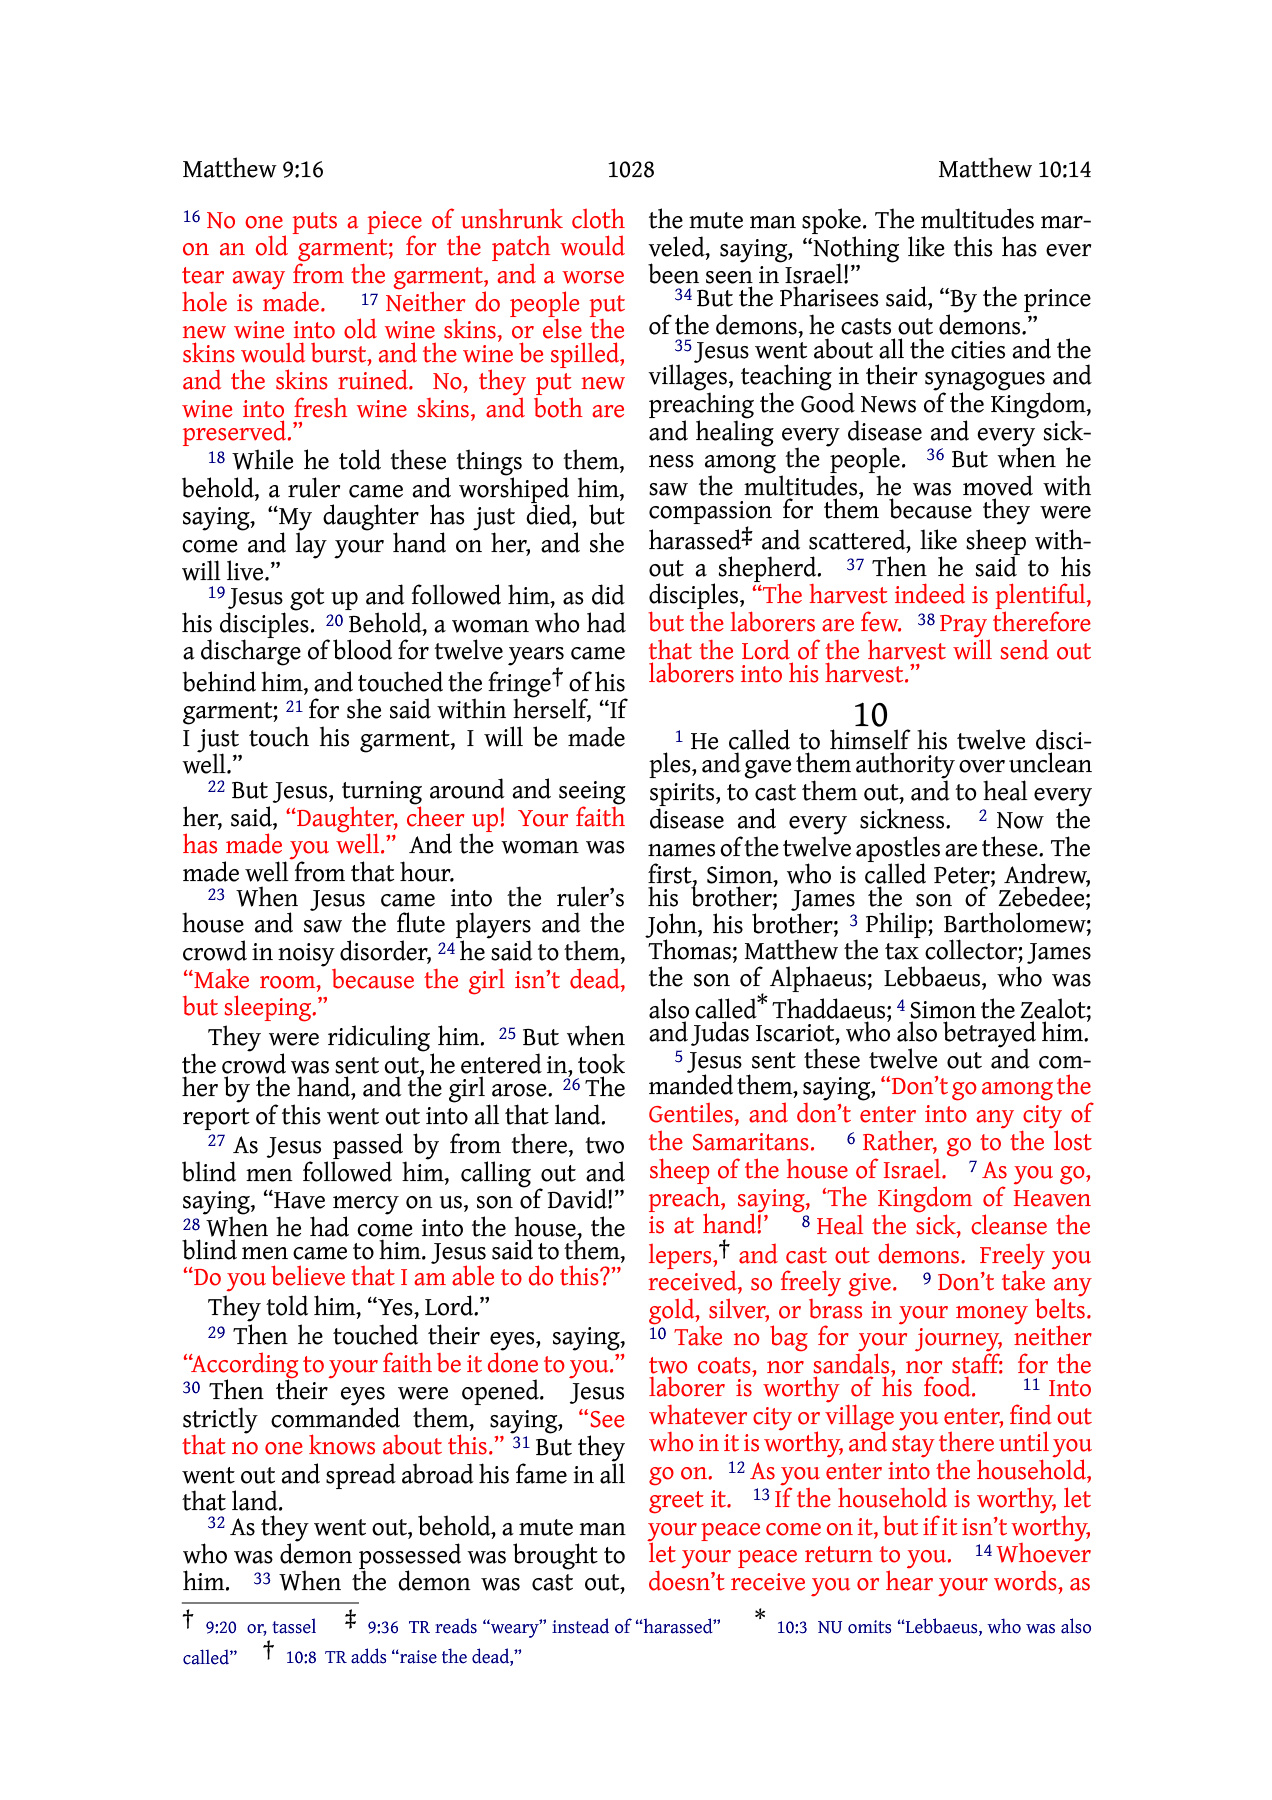 Matthew 9:16 1028 Matthew 10:14
16 No one puts a piece of unshrunk cloth
on an old garment; for the patch would
tear away from the garment, and a worse
hole is made. 17 Neither do people put
new wine into old wine skins, or else the
skins would burst, and the wine be spilled,
and the skins ruined. No, they put new
wine into fresh wine skins, and both are
preserved.”
18 While he told these things to them,
behold, a ruler came and worshiped him,
saying, “My daughter has just died, but
come and lay your hand on her, and she
will live.”
19 Jesus got up and followed him, as did
his disciples. 20 Behold, a woman who had
a discharge of blood for twelve years came
behind him, and touched the fringe† of his
garment; 21 for she said within herself, “If
I just touch his garment, I will be made
well.”
22 But Jesus, turning around and seeing
her, said, “Daughter, cheer up! Your faith
has made you well.” And the woman was
made well from that hour.
23 When Jesus came into the ruler’s
house and saw the flute players and the
crowd in noisy disorder, 24 he said to them,
“Make room, because the girl isn’t dead,
but sleeping.”
They were ridiculing him. 25 But when
the crowd was sent out, he entered in, took
her by the hand, and the girl arose. 26 The
report of this went out into all that land.
27 As Jesus passed by from there, two
blind men followed him, calling out and
saying, “Have mercy on us, son of David!”
28 When he had come into the house, the
blind men came to him. Jesus said to them,
“Do you believe that I am able to do this?”
They told him, “Yes, Lord.”
29 Then he touched their eyes, saying,
“According to your faith be it done to you.”
30 Then their eyes were opened. Jesus
strictly commanded them, saying, “See
that no one knows about this.” 31 But they
went out and spread abroad his fame in all
that land.
32 As they went out, behold, a mute man
who was demon possessed was brought to
him. 33 When the demon was cast out,
the mute man spoke. The multitudes mar-
veled, saying, “Nothing like this has ever
been seen in Israel!”
34 But the Pharisees said, “By the prince
of the demons, he casts out demons.”
35 Jesus went about all the cities and the
villages, teaching in their synagogues and
preaching the Good News of the Kingdom,
and healing every disease and every sick-
ness among the people. 36 But when he
saw the multitudes, he was moved with
compassion for them because they were
harassed‡ and scattered, like sheep with-
out a shepherd. 37 Then he said to his
disciples, “The harvest indeed is plentiful,
but the laborers are few. 38 Pray therefore
that the Lord of the harvest will send out
laborers into his harvest.”
10
1 He called to himself his twelve disci-
ples, and gave them authority over unclean
spirits, to cast them out, and to heal every
disease and every sickness. 2 Now the
names of the twelve apostles are these. The
first, Simon, who is called Peter; Andrew,
his brother; James the son of Zebedee;
John, his brother; 3 Philip; Bartholomew;
Thomas; Matthew the tax collector; James
the son of Alphaeus; Lebbaeus, who was
also called* Thaddaeus; 4 Simon the Zealot;
and Judas Iscariot, who also betrayed him.
5 Jesus sent these twelve out and com-
manded them, saying, “Don’t go among the
Gentiles, and don’t enter into any city of
the Samaritans. 6 Rather, go to the lost
sheep of the house of Israel. 7 As you go,
preach, saying, ‘The Kingdom of Heaven
is at hand!’ 8 Heal the sick, cleanse the
lepers,† and cast out demons. Freely you
received, so freely give. 9 Don’t take any
gold, silver, or brass in your money belts.
10 Take no bag for your journey, neither
two coats, nor sandals, nor staff: for the
laborer is worthy of his food. 11 Into
whatever city or village you enter, find out
who in it is worthy, and stay there until you
go on. 12 As you enter into the household,
greet it. 13 If the household is worthy, let
your peace come on it, but if it isn’t worthy,
let your peace return to you. 14 Whoever
doesn’t receive you or hear your words, as
† 9:20 or, tassel ‡ 9:36 TR reads “weary” instead of “harassed” * 10:3 NU omits “Lebbaeus, who was also
called” † 10:8 TR adds “raise the dead,”